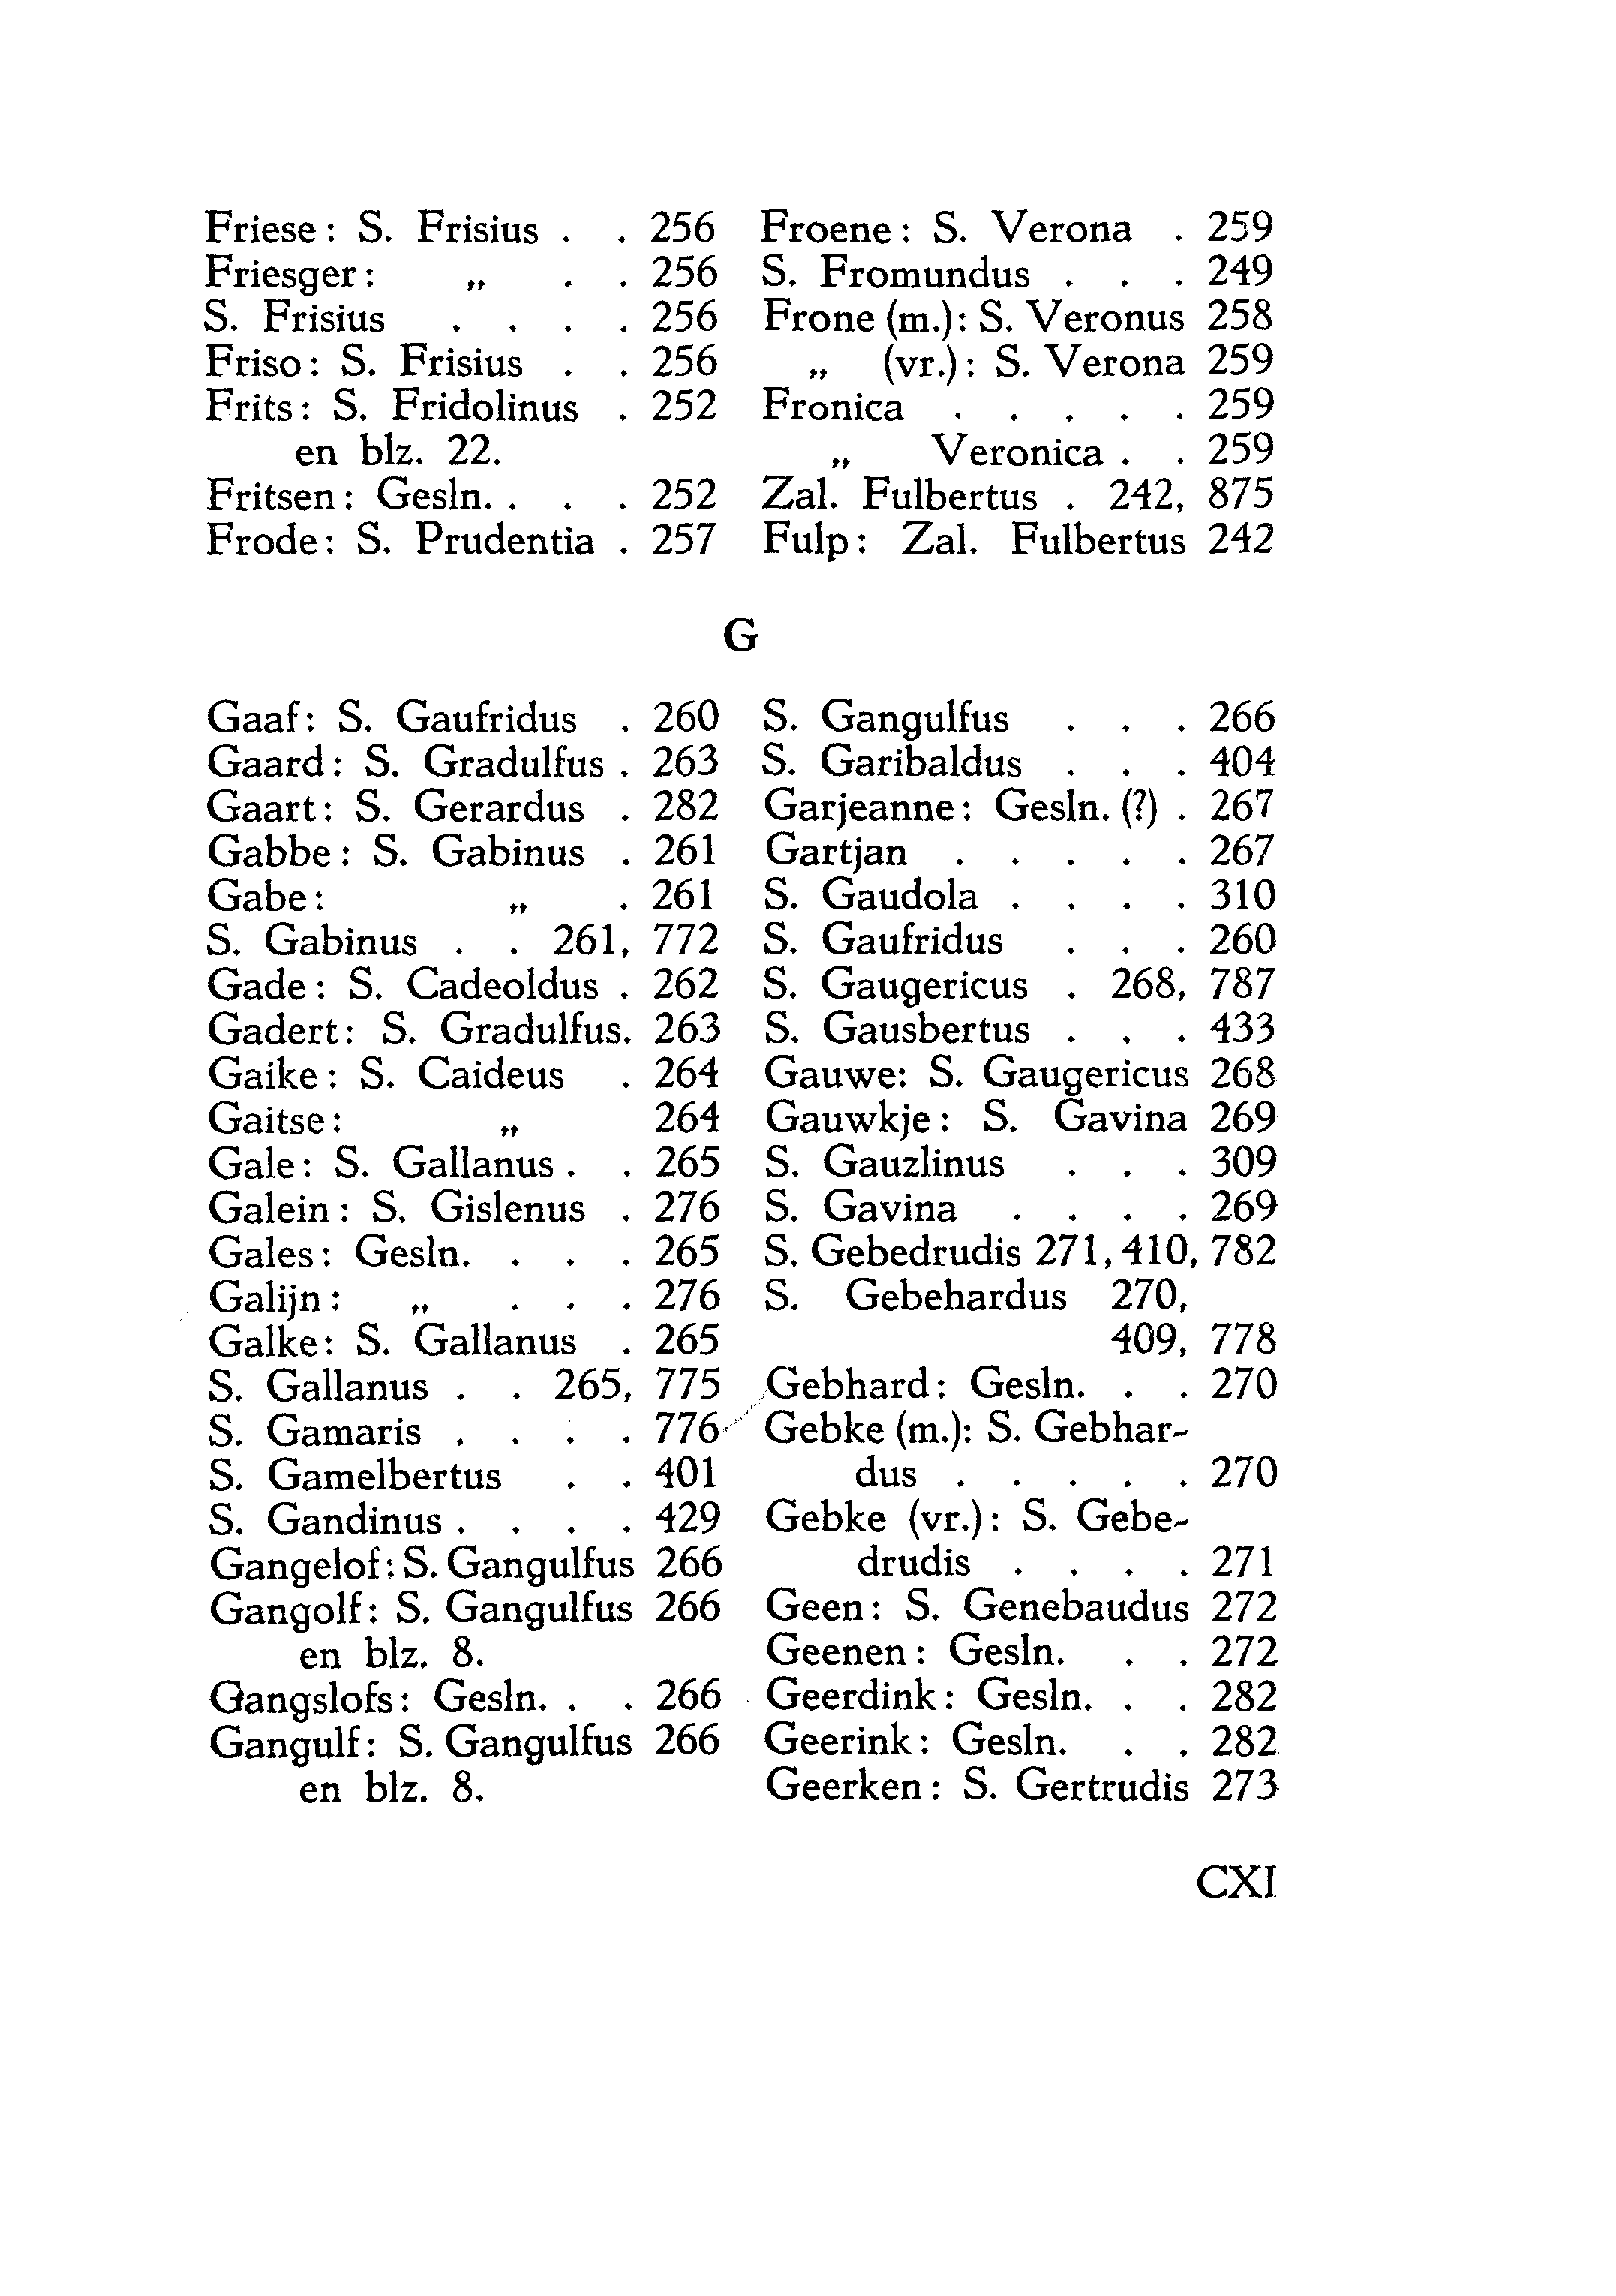 Friese: S. Frisius . . 256
Friesger: „ . . 256
S. Frisius . . . . 256
Friso: S. Frisius . . 256
Frits: S. Fridolinus . 252
en blz. 22.
Fritsen: Gesln. . . . 252
Frode: S. Prudentia . 257
Froene: S. Verona . 259
S. Fromundus . . . 249
Frone (m.): S. Veronus 258
„ (vr.): S. Verona 259
Fronica . . . . . 259
„ Veronica . . 259
Zal. Fulbertus . 242, 875
Fulp: Zal. Fulbertus 242
G
Gaaf: S. Gaufridus . 260
Gaard: S. Gradulfus . 263
Gaart: S. Gerardus . 282
Gabbe: S. Gabinus . 261
Gabe: „ . 261
S. Gabinus . . 261, 772
Gade: S. Cadeoldus . 262
Gadert: S. Gradulfus. 263
Gaike: S. Caideus . 264
Gaitse: „ 264
Gale: S. Gallanus . . 265
Galein: S. Gislenus . 276
Gales: Gesln. . . . 265
Galijn: „ . . . 276
Galke: S. Gallanus . 265
S. Gallanus . . 265, 775
S. Gamaris . . . . 776
S. Gamelbertus . . 401
S. Gandinus . . . . 429
Gangelof: S. Gangulfus 266
Gangolf: S. Gangulfus 266
en blz. 8.
Gangslofs: Gesln. . . 266
Gangulf: S. Gangulfus 266
en blz. 8.
S. Gangulfus . . . 266
S. Garibaldus . . . 404
Garjeanne: Gesln. (?) . 267
Gartjan . . . . . 267
S. Gaudola . . . . 310
S. Gaufridus . . . 260
S. Gaugericus . 268, 787
S. Gausbertus . . . 433
Gauwe: S. Gaugericus 268
Gauwkje: S. Gavina 269
S. Gauzlinus . . . 309
S. Gavina . . . . 269
S. Gebedrudis 271, 410, 782
S. Gebehardus 270,
409, 778
Gebhard: Gesln. . . 270
Gebke (m.): S. Gebhar-
dus . . . . . 270
Gebke (vr.): S. Gebe-
drudis . . . . 271
Geen: S. Genebaudus 272
Geenen: Gesln. . . 272
Geerdink: Gesln. . . 282
Geerink: Gesln. . . 282
Geerken: S. Gertrudis 273
CXI